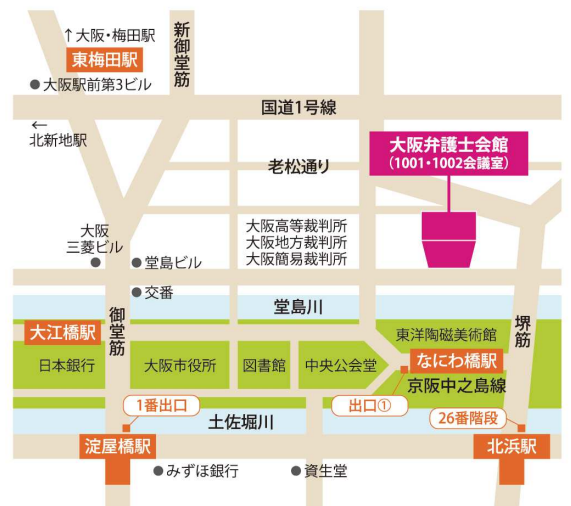 ↑大阪・梅田駅
東梅田駅
●大阪駅前第3ビル
新御堂筋
国道1号線
←
北新地駅
大阪弁護士会館
(1001・1002会議室)
老松通り
大阪高等裁判所
大阪地方裁判所
大阪簡易裁判所
大阪
三菱ビル
●堂島ビル
●交番
堂島川
御堂筋
堺筋
大江橋駅
東洋陶磁美術館
なにわ橋駅
日本銀行
大阪市役所
図書館
中央公会堂
京阪中之島線
1番出口
出口①
土佐堀川
26番階段
淀屋橋駅
北浜駅
●みずほ銀行
●資生堂